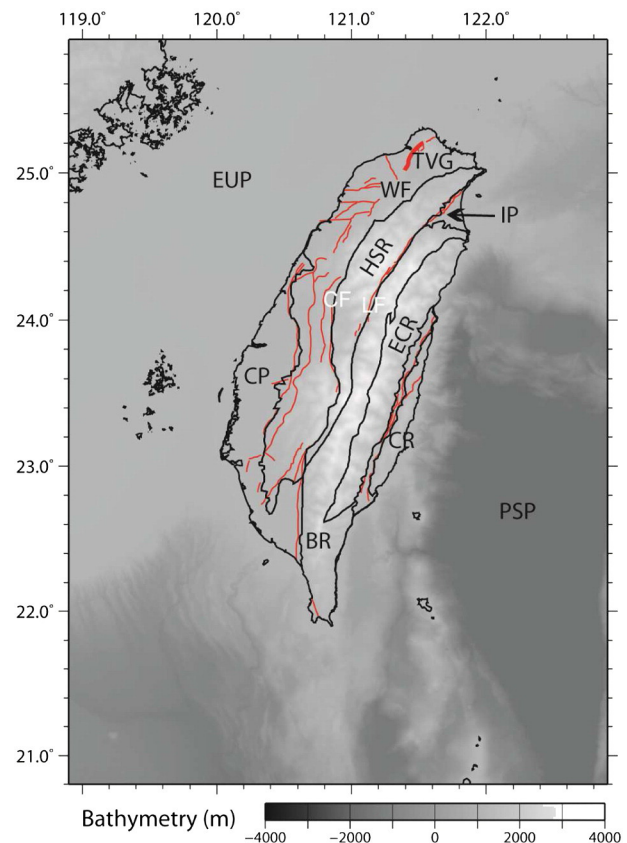 119.0° 120.0° 121.0° 122.0°
25.0°
24.0°
23.0°
22.0°
21.0°
TVG
EUP
WF
IP
HSR
CF
LF
ECR
CP
CR
PSP
BR
Bathymetry (m)
−4000 −2000 0 2000 4000